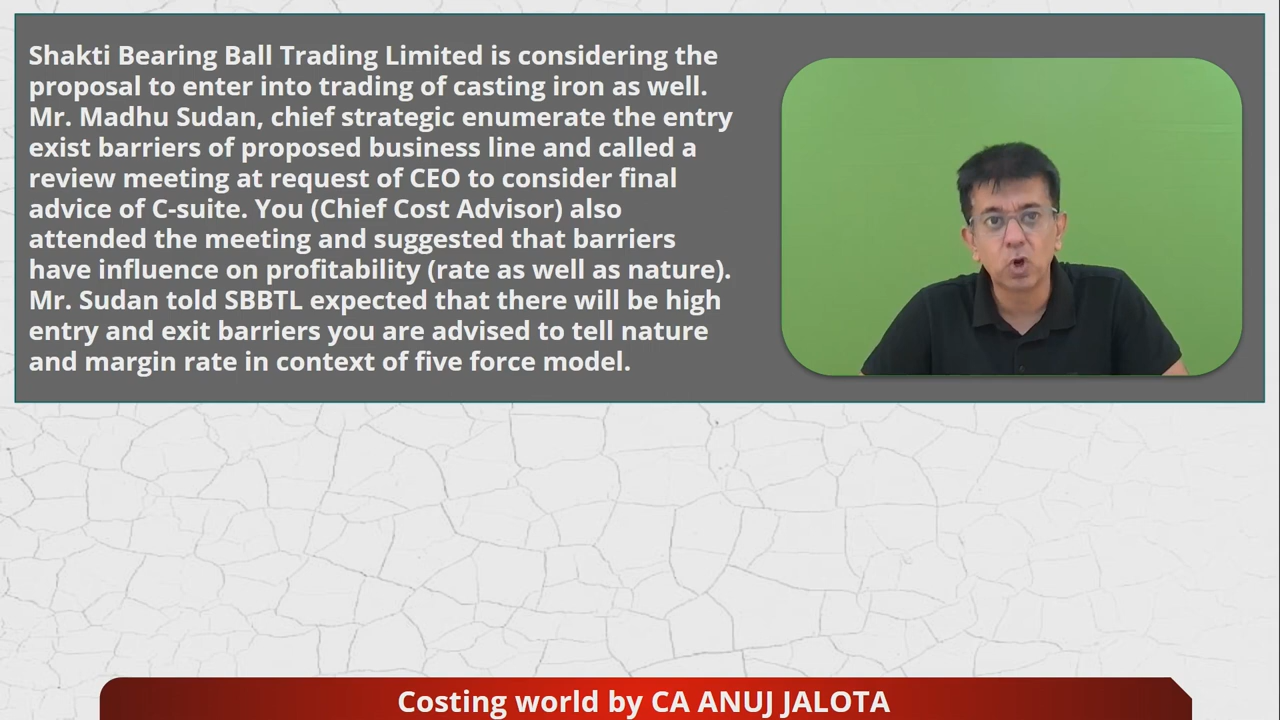 Shakti Bearing Ball Trading Limited is considering the
proposal to enter into trading of casting iron as well.
Mr. Madhu Sudan, chief strategic enumerate the entry
exist barriers of proposed business line and called a
review meeting at request of CEO to consider final
advice of C-suite. You (Chief Cost Advisor) also
attended the meeting and suggested that barriers
have influence on profitability (rate as well as nature).
Mr. Sudan told SBBTL expected that there will be high
entry and exit barriers you are advised to tell nature
and margin rate in context of five force model.
Costing world by CA ANUJ JALOTA